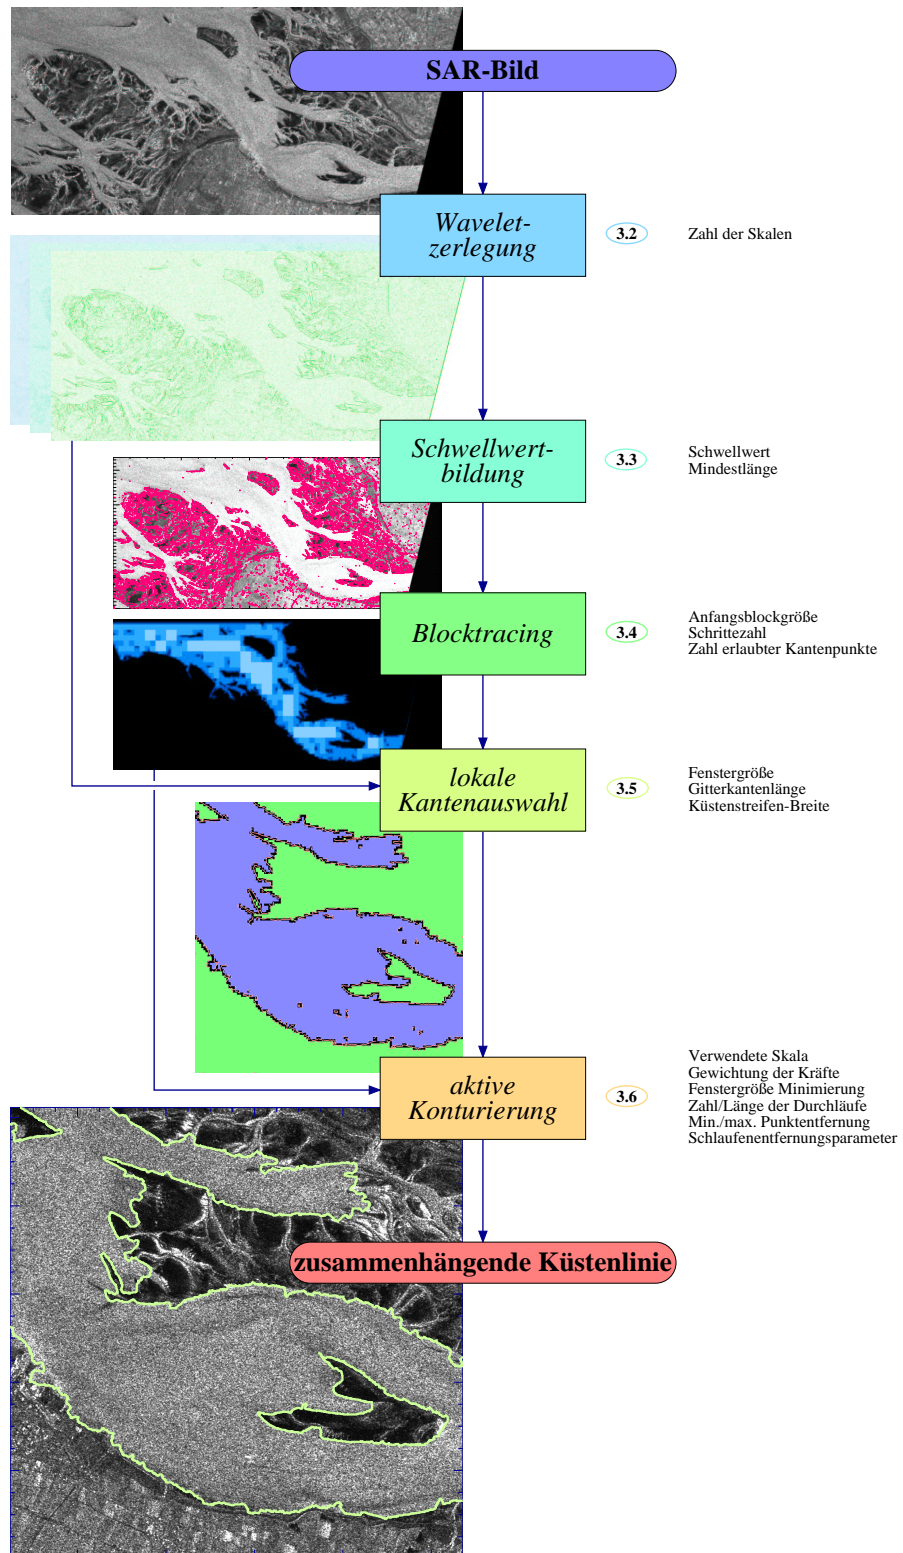 SAR-Bild
Wavelet-
zerlegung
3.2
Zahl der Skalen
Schwellwert-
bildung
3.3
Schwellwert
Mindestlänge
Blocktracing
3.4
Anfangsblockgröße
Schrittezahl
Zahl erlaubter Kantenpunkte
lokale
Kantenauswahl
3.5
Fenstergröße
Gitterkantenlänge
Küstenstreifen-Breite
aktive
Konturierung
3.6
Verwendete Skala
Gewichtung der Kräfte
Fenstergröße Minimierung
Zahl/Länge der Durchläufe
Min./max. Punktentfernung
Schlaufenentfernungsparameter
zusammenhängende Küstenlinie